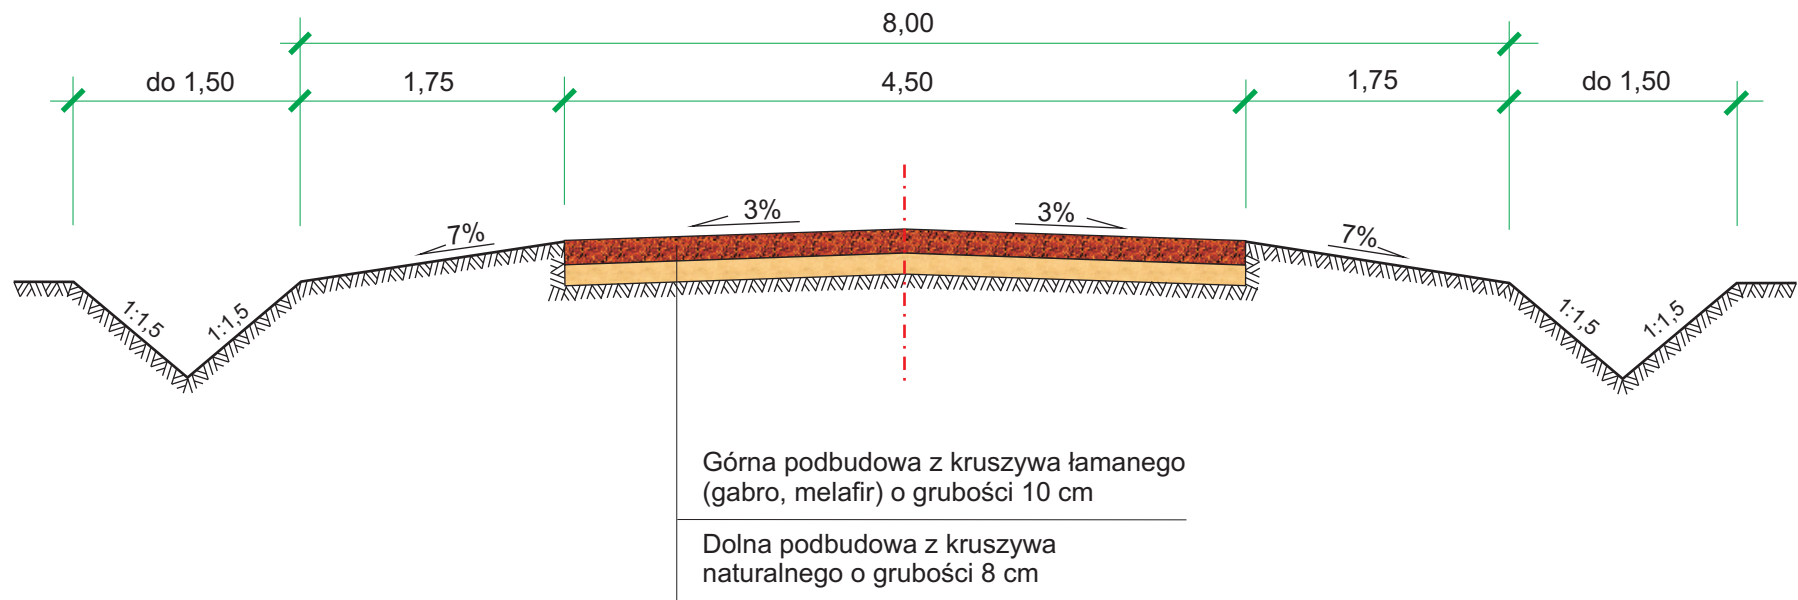 8,00
do 1,50
1,75
4,50
1,75
do 1,50
3%
3%
7%
7%
1:1,5
1:1,5
1:1,5
1:1,5
Górna podbudowa z kruszywa łamanego
(gabro, melafir) o grubości 10 cm
Dolna podbudowa z kruszywa
naturalnego o grubości 8 cm